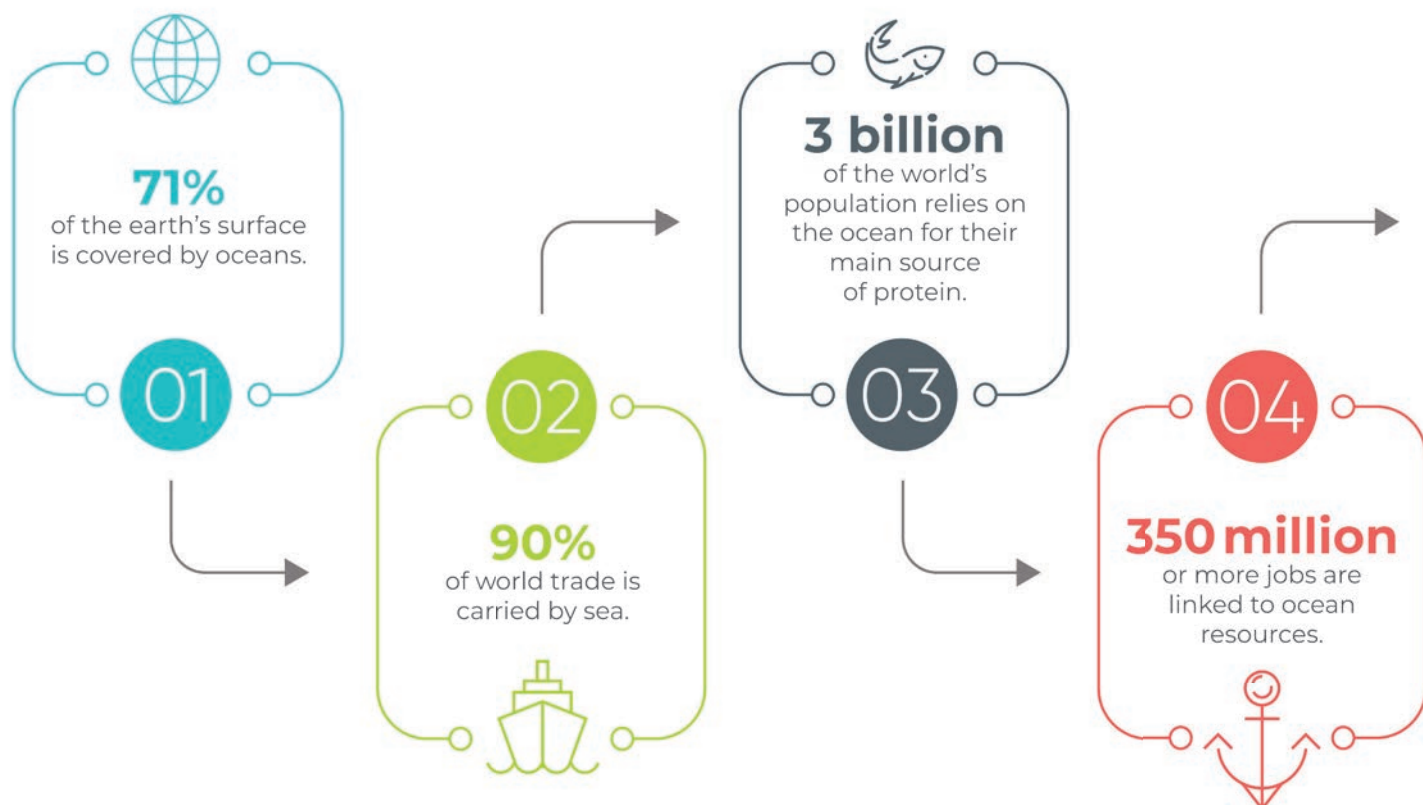 71%
of the earth’s surface
is covered by oceans.
01
02
90%
of world trade is
carried by sea.
3 billion
of the world’s
population relies on
the ocean for their
main source
of protein.
03
04
350 million
or more jobs are
linked to ocean
resources.